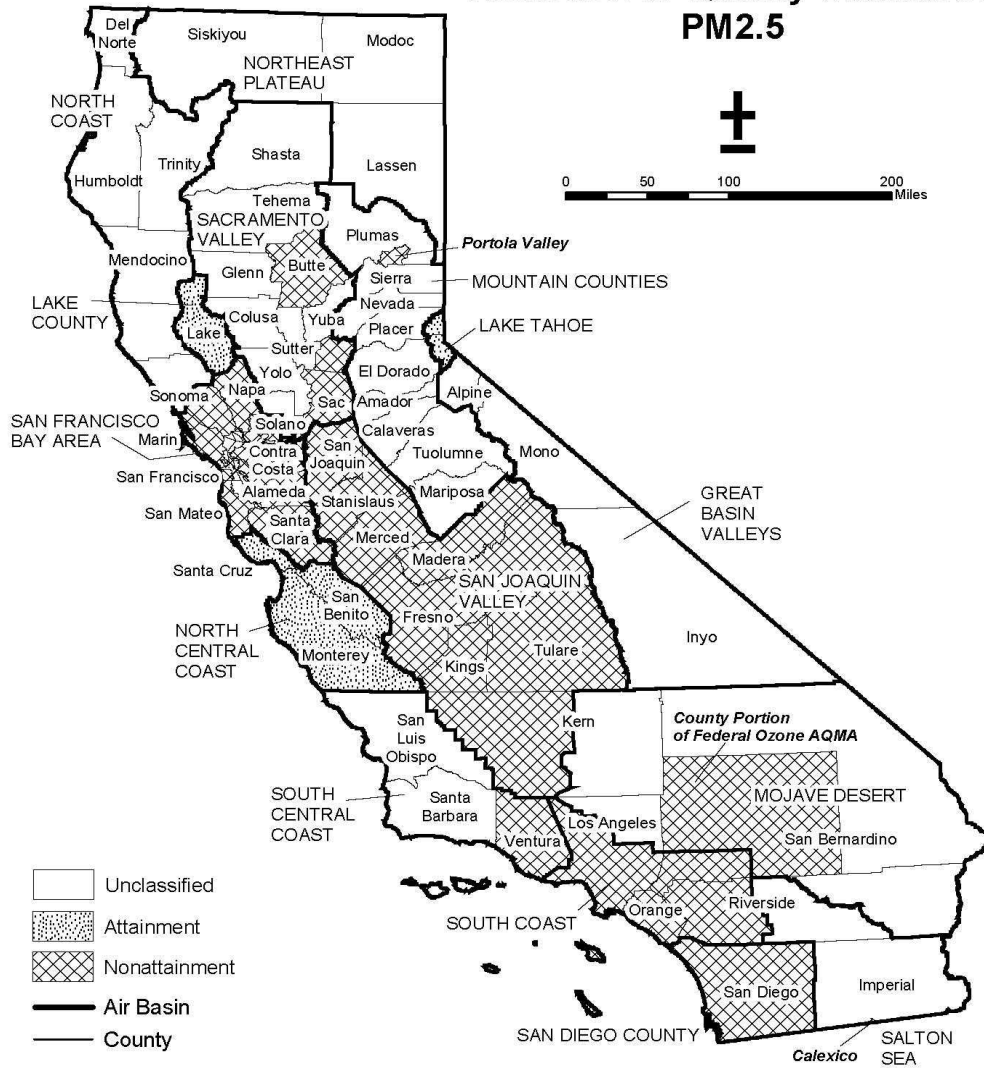 PM2.5
0 50 100 200
Miles
Del
Norte
Siskiyou
Modoc
NORTHEAST
PLATEAU
NORTH
COAST
Shasta
Trinity
Lassen
Humboldt
Tehema
SACRAMENTO
VALLEY
Plumas
Portola Valley
Mendocino
Glenn
Butte
Sierra
MOUNTAIN COUNTIES
LAKE
COUNTY
Nevada
Colusa
Yuba
Placer
LAKE TAHOE
Lake
Sutter
Yolo
El Dorado
Napa
Sonoma
Sac
Amador
Alpine
SAN FRANCISCO
BAY AREA
Solano
Marin
Calaveras
Contra
Costa
San
Joaquin
Tuolumne
Mono
San Francisco
Alameda
Stanislaus
Mariposa
GREAT
BASIN
VALLEYS
San Mateo
Santa
Clara
Merced
Madera
Santa Cruz
SAN JOAQUIN
VALLEY
San
Benito
Fresno
NORTH
CENTRAL
COAST
Monterey
Kings
Tulare
Inyo
San
Luis
Obispo
Kern
County Portion
of Federal Ozone AQMA
SOUTH
CENTRAL
COAST
Santa
Barbara
MOJAVE DESERT
Los Angeles
San Bernardino
Ventura
Unclassified
Attainment
Nonattainment
Air Basin
County
SOUTH COAST
Orange
Riverside
San Diego
Imperial
SAN DIEGO COUNTY
Calexico
SALTON
SEA